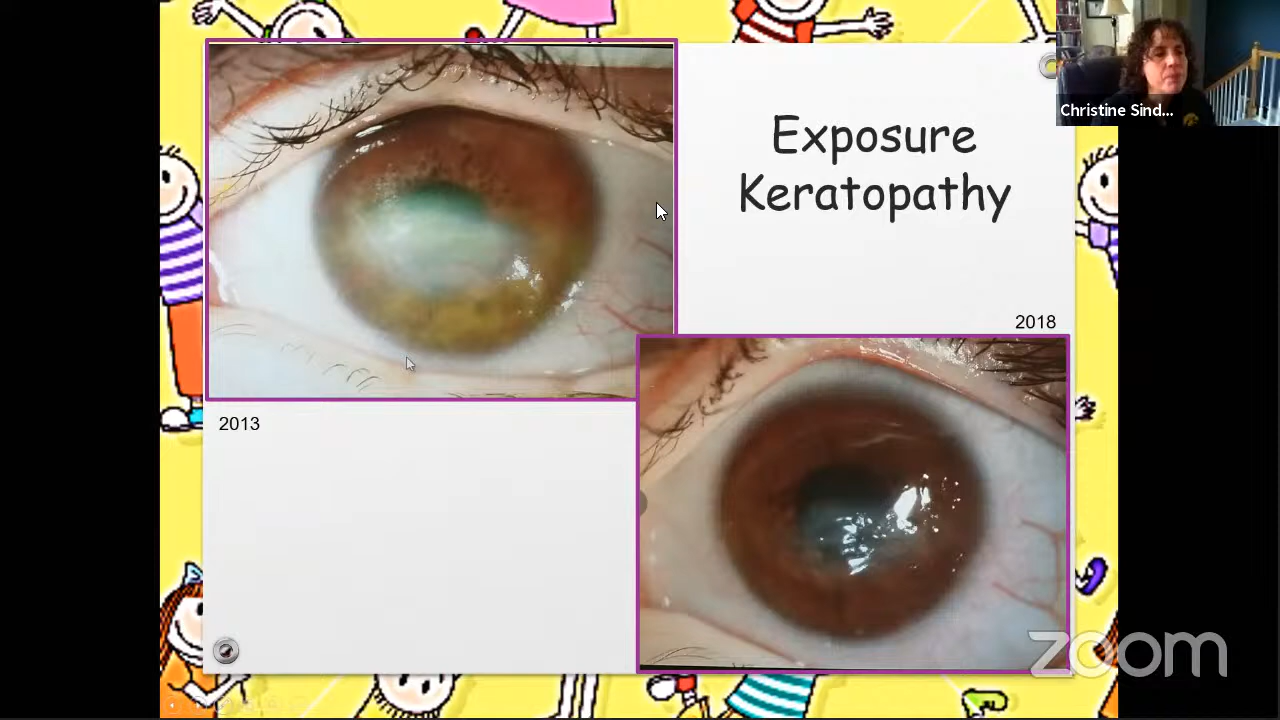 Christine Sind...
Exposure
Keratopathy
2018
2013
zoom